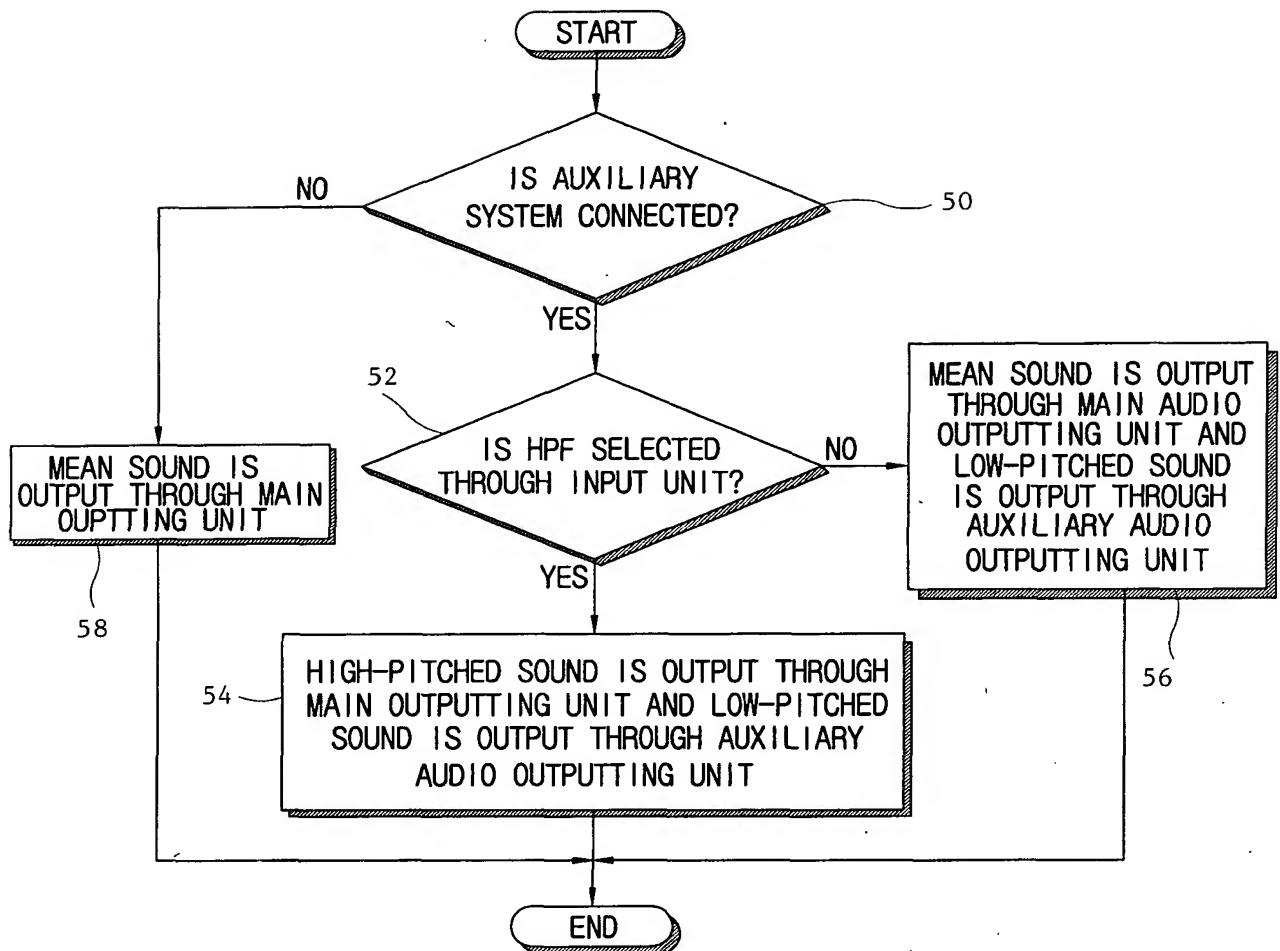 START
IS AUXILIARY
SYSTEM CONNECTED?
50
NO
YES
52
IS HPF SELECTED
THROUGH INPUT UNIT?
NO
YES
MEAN SOUND IS OUTPUT
THROUGH MAIN AUDIO
OUTPUTTING UNIT AND
LOW-PITCHED SOUND
IS OUTPUT THROUGH
AUXILIARY AUDIO
OUTPUTTING UNIT
56
MEAN SOUND IS
OUTPUT THROUGH MAIN
OUPTTING UNIT
58
54
HIGH-PITCHED SOUND IS OUTPUT THROUGH
MAIN OUTPUTTING UNIT AND LOW-PITCHED
SOUND IS OUTPUT THROUGH AUXILIARY
AUDIO OUTPUTTING UNIT
END